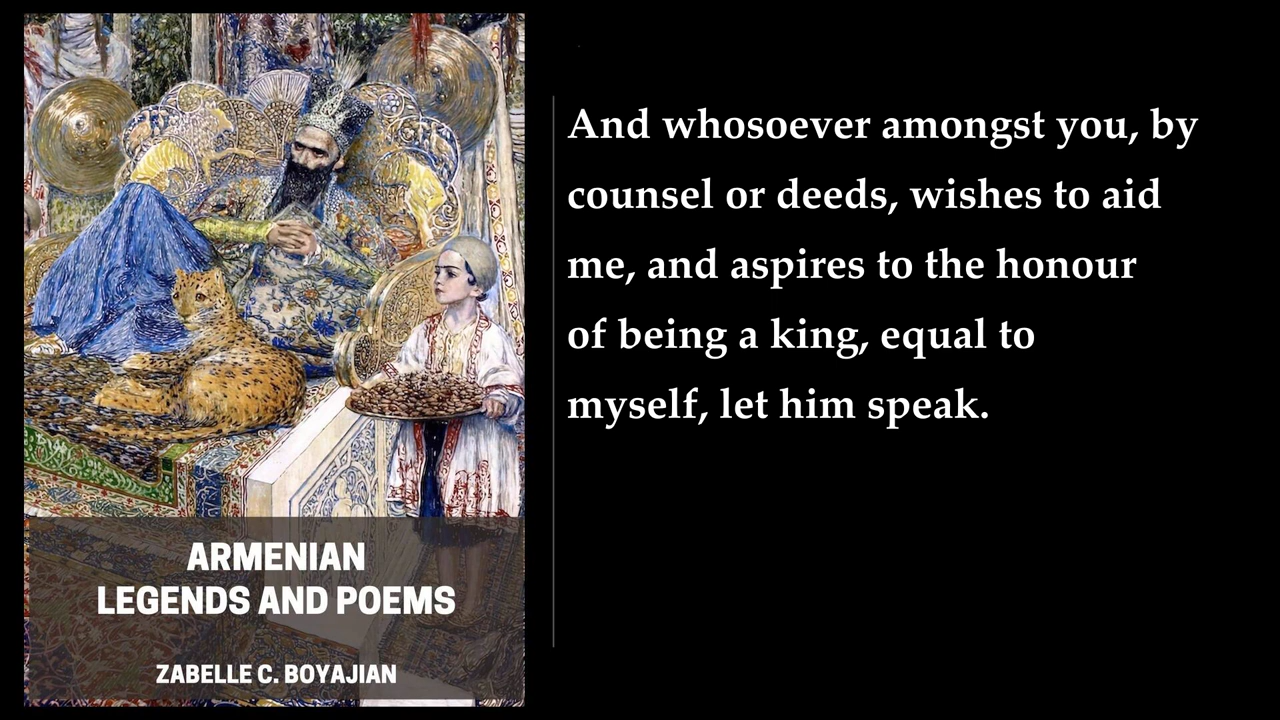 And whosoever amongst you, by
counsel or deeds, wishes to aid
me, and aspires to the honour
of being a king, equal to
myself, let him speak.
ARMENIAN
LEGENDS AND POEMS
ZABELLE C. BOYAJIAN